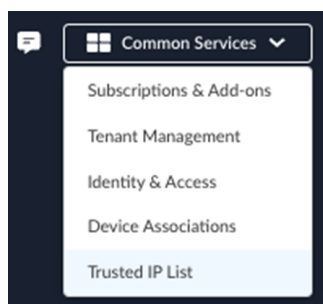 Common Services
Subscriptions & Add-ons
Tenant Management
Identity & Access
Device Associations
Trusted IP List